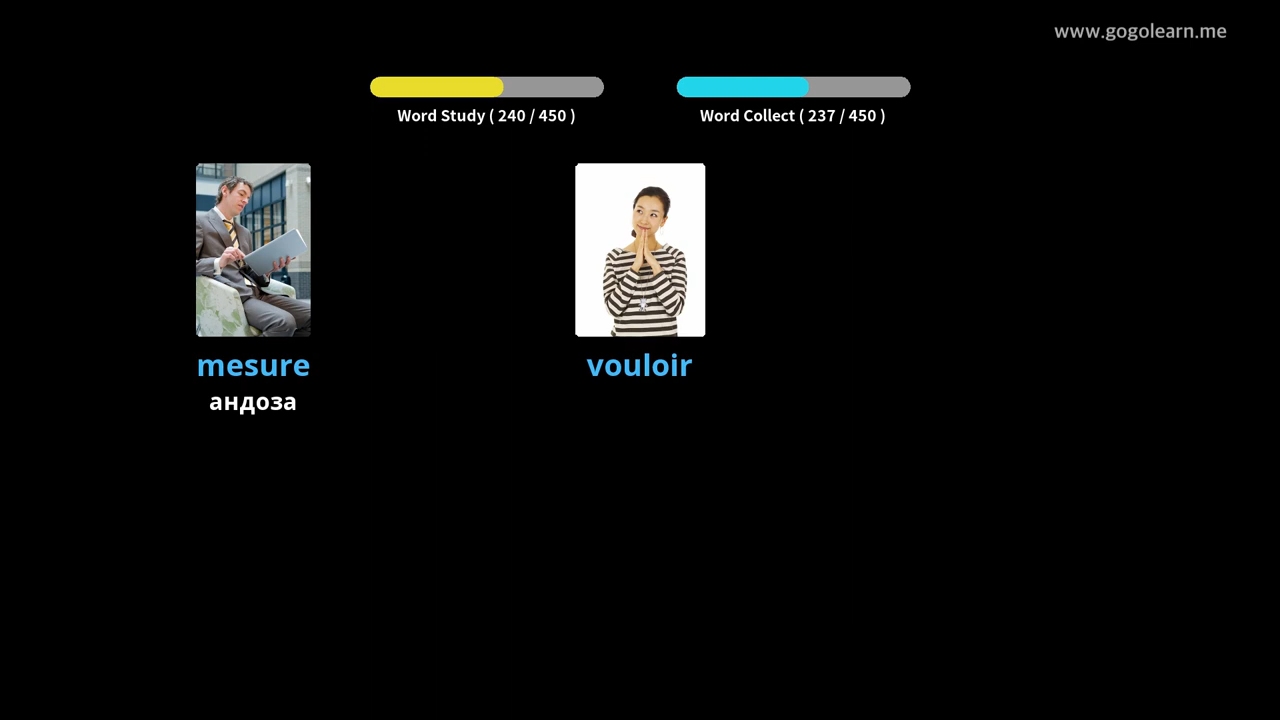 www.gogolearn.me
Word Study ( 240 / 450 )
Word Collect ( 237 / 450 )
mesure
vouloir
андоза